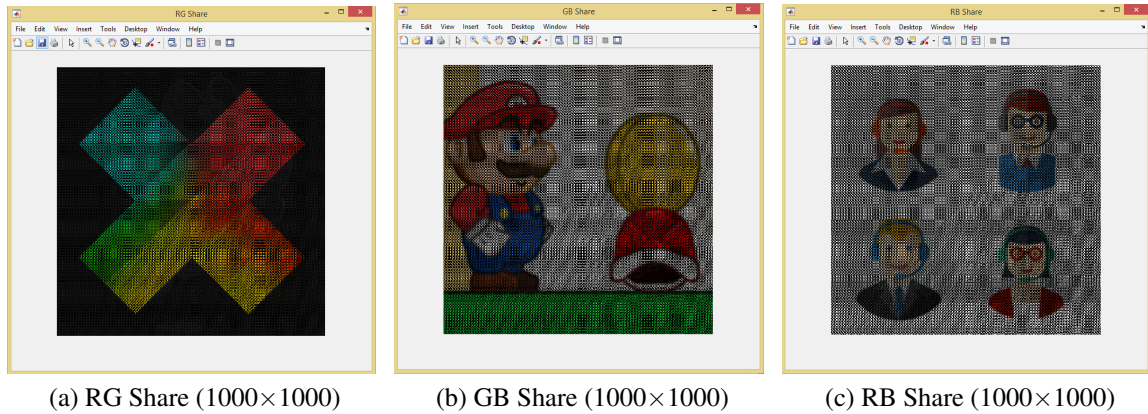 RG Share
File Edit View Insert Tools Desktop Window Help
GB Share
File Edit View Insert Tools Desktop Window Help
RB Share
File Edit View Insert Tools Desktop Window Help
(a) RG Share (1000×1000)
(b) GB Share (1000×1000)
(c) RB Share (1000×1000)